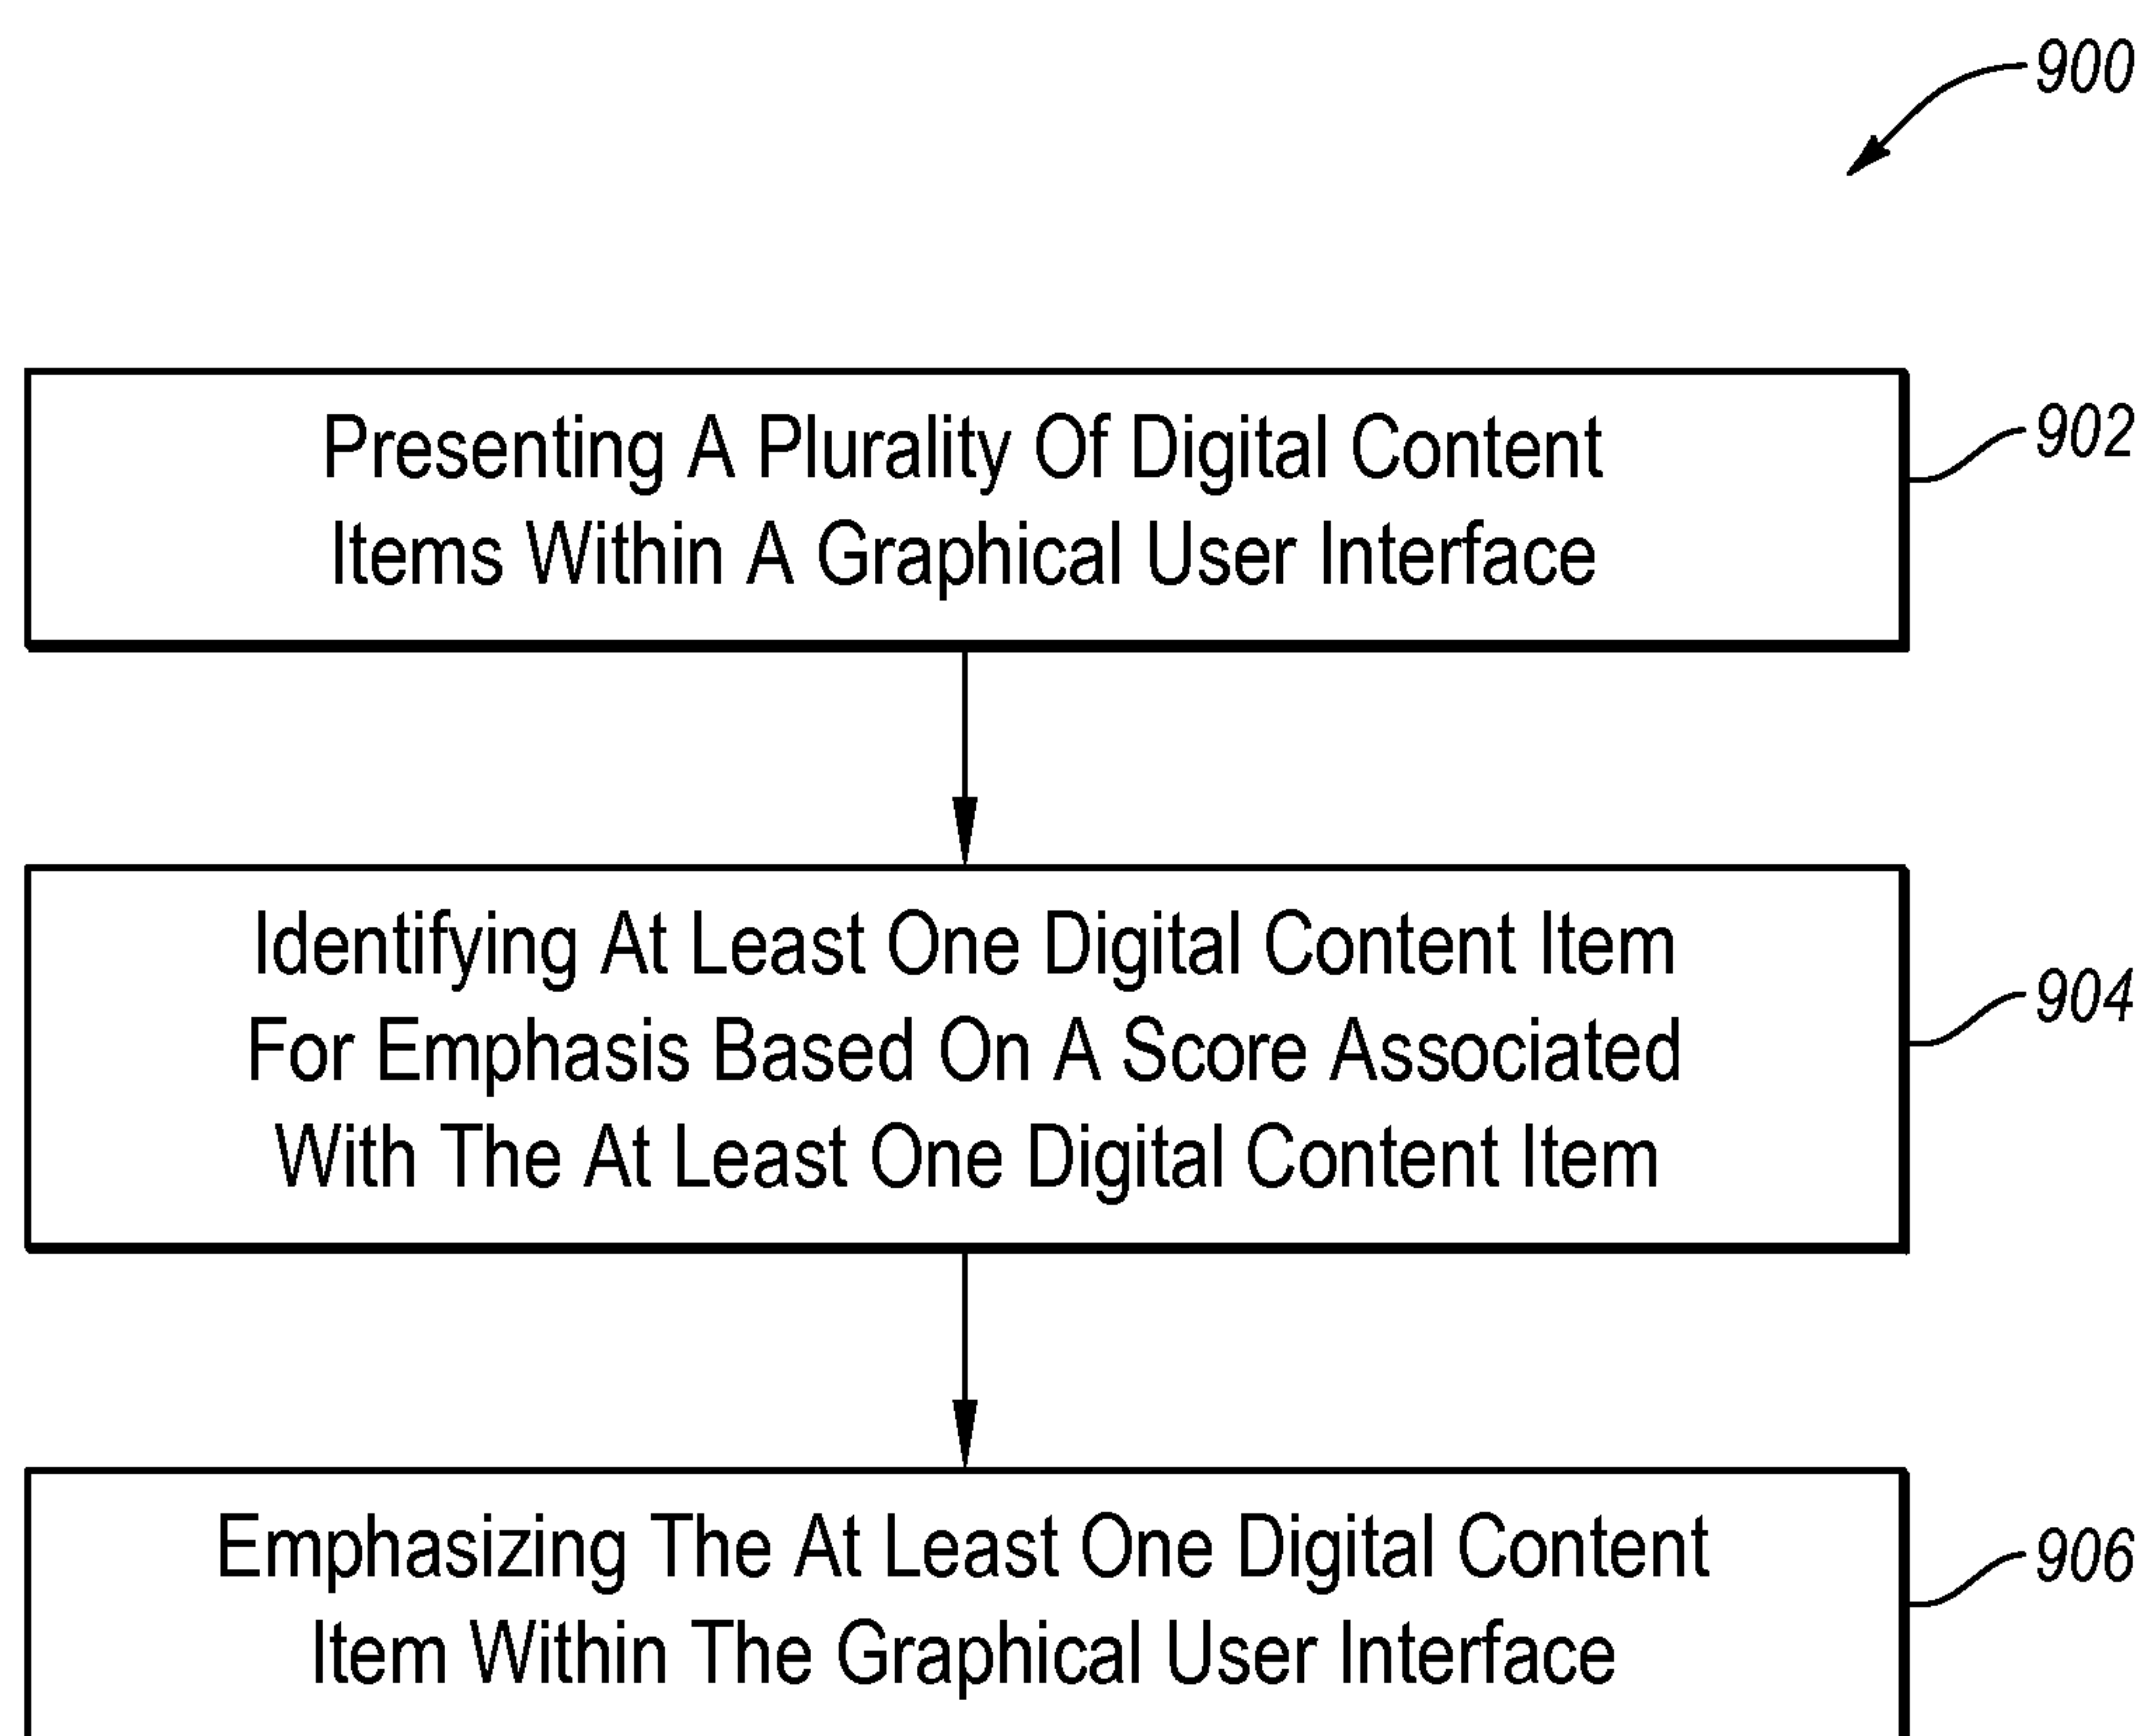 900
Presenting A Plurality Of Digital Content
Items Within A Graphical User Interface
902
Identifying At Least One Digital Content Item
For Emphasis Based On A Score Associated
With The At Least One Digital Content Item
904
Emphasizing The At Least One Digital Content
Item Within The Graphical User Interface
906